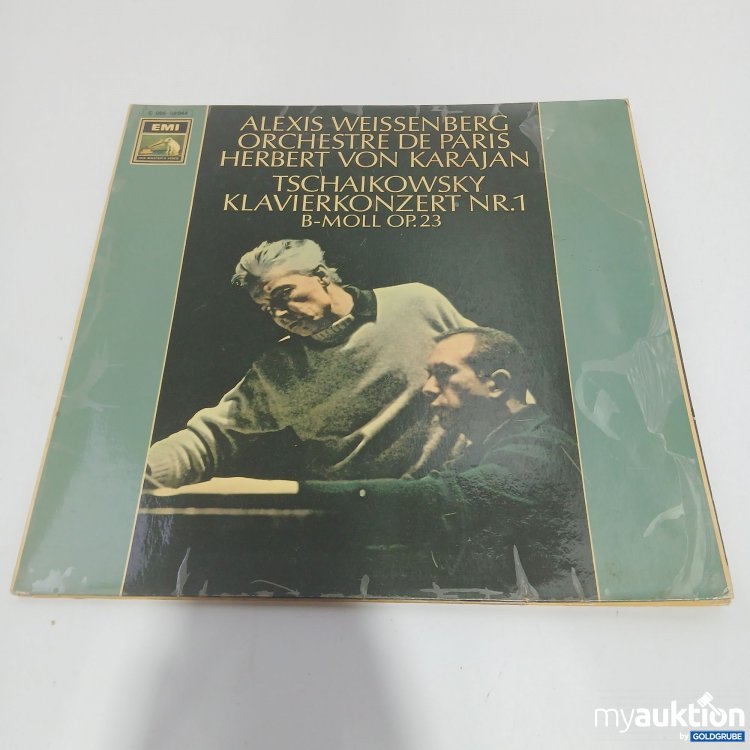 EMI
ALEXIS WEISSENBERG
ORCHESTRE DE PARIS
HERBERT VON KARAJAN
TSCHAIKOWSKY
KLAVIERKONZERT NR.1
B-MOLL OP.23
myauktion
by GOLDGRUBE